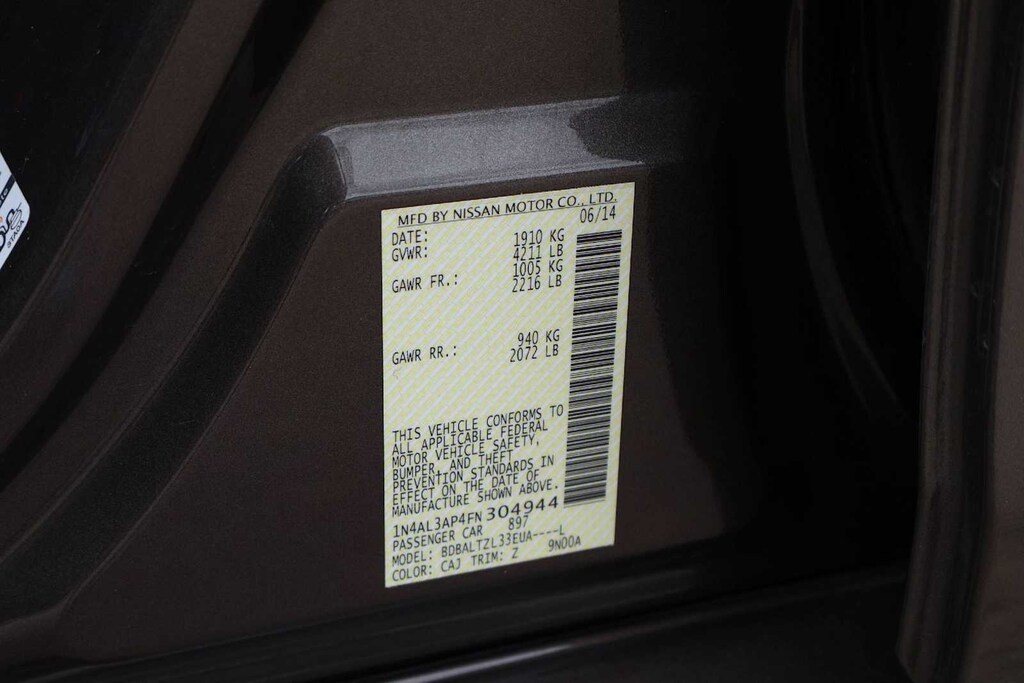 MFD BY NISSAN MOTOR CO., LTD.
DATE: 06/14
GVWR: 1910 KG
4211 LB
GAWR FR.: 1005 KG
2216 LB
GAWR RR.: 940 KG
2072 LB
THIS VEHICLE CONFORMS TO
ALL APPLICABLE FEDERAL
MOTOR VEHICLE SAFETY,
BUMPER, AND THEFT
PREVENTION STANDARDS IN
EFFECT ON THE DATE OF
MANUFACTURE SHOWN ABOVE.
1N4AL3AP4FN 304944
PASSENGER CAR 897
MODEL: BDBALTZL33EUA----L
COLOR: CAJ TRIM: Z 9N00A